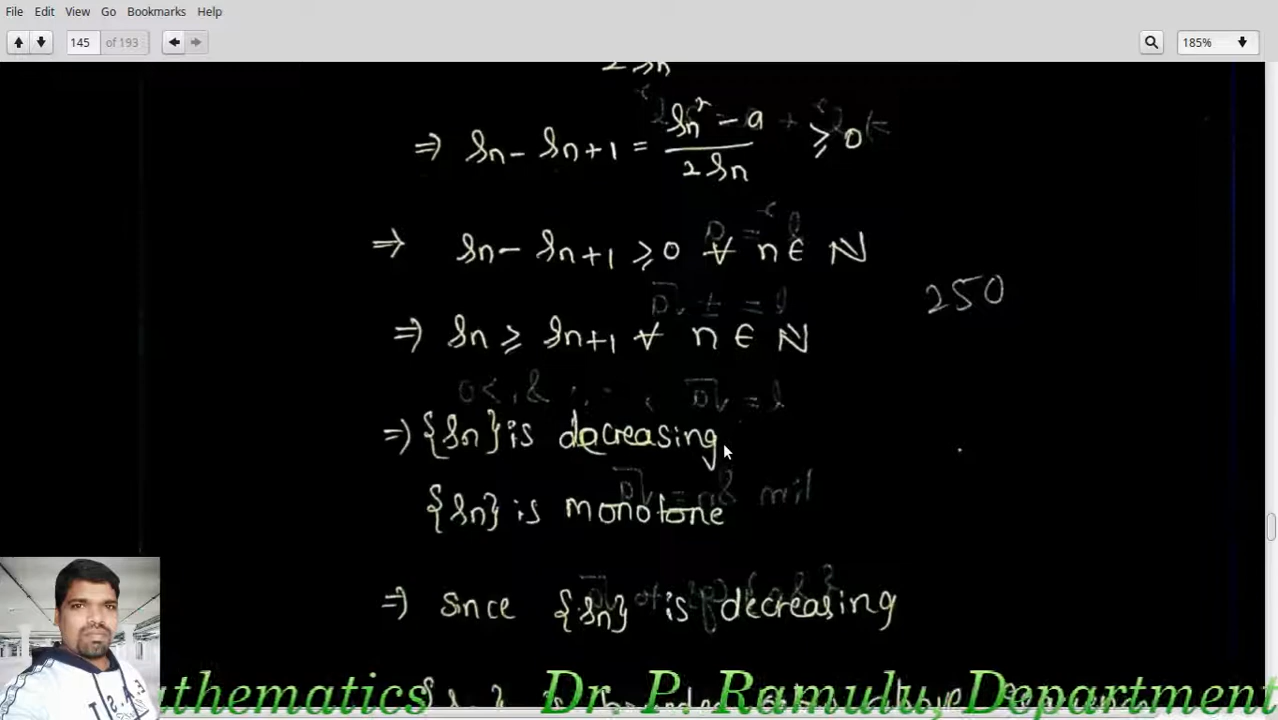 File Edit View Go Bookmarks Help
145 of 193 185%
⇒ Sn - Sn+1 = Sn² - a / 2Sn ≥ 0
⇒ Sn - Sn+1 ≥ 0 ∀ n ∈ N
250
⇒ Sn ≥ Sn+1 ∀ n ∈ N
⇒ {Sn} is decreasing
{Sn} is monotone
⇒ Since {Sn} is decreasing
athematics Dr. P. Ramulu, Department